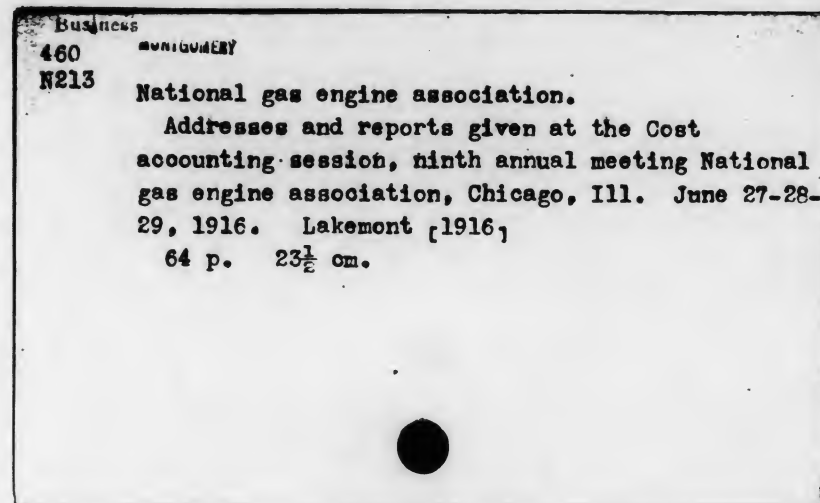 Business
460 MONTGOMERY
N213
National gas engine association.
Addresses and reports given at the Cost
accounting session, ninth annual meeting National
gas engine association, Chicago, Ill. June 27-28-
29, 1916. Lakemont [1916]
64 p. 23½ cm.